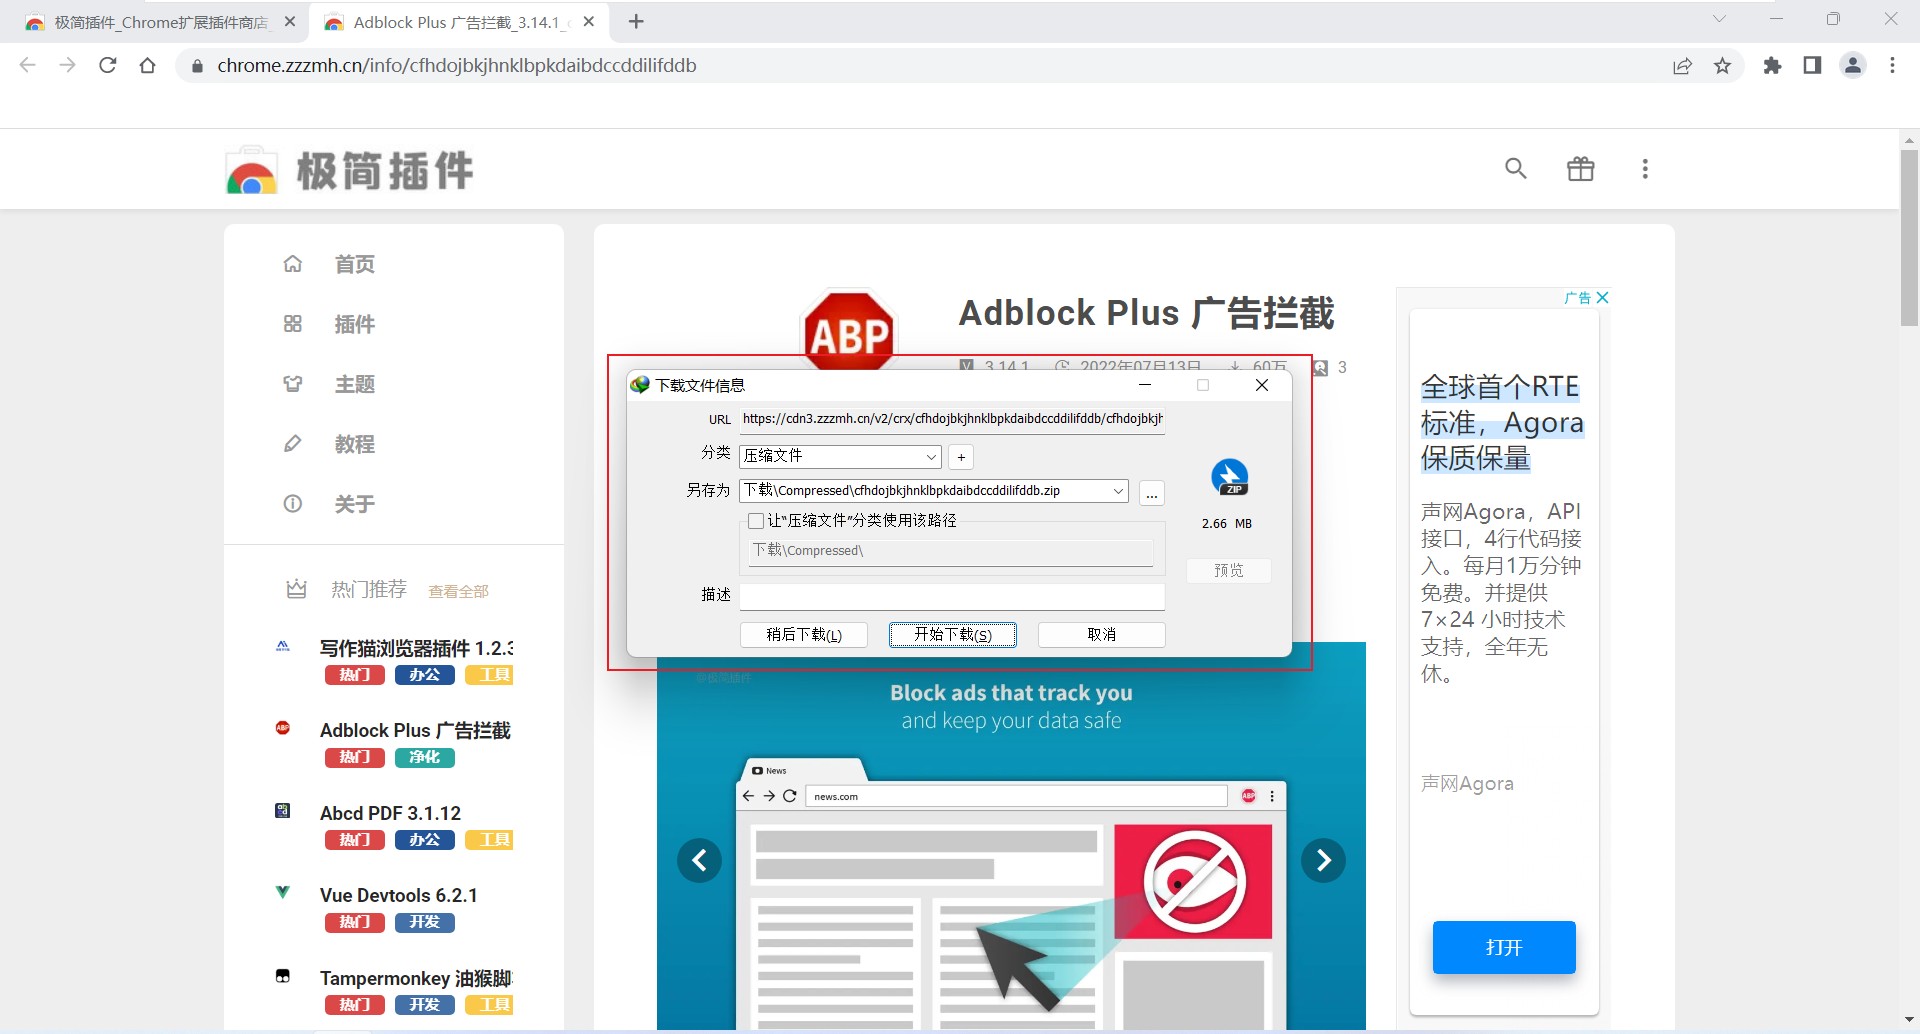 极简插件_Chrome扩展插件商店
Adblock Plus 广告拦截_3.14.1_
chrome.zzzmh.cn/info/cfhdojbkjhnklbpkdaibdccddilifddb
极简插件
首页
插件
主题
教程
关于
热门推荐 查看全部
写作猫浏览器插件 1.2.3
热门 办公 工具
Adblock Plus 广告拦截
热门 净化
Abcd PDF 3.1.12
热门 办公 工具
Vue Devtools 6.2.1
热门 开发
Tampermonkey 油猴脚
热门 开发 工具
ABP
Adblock Plus 广告拦截
V 3.14.1 2022年07月13日 60万 3
下载文件信息
URL https://cdn3.zzzmh.cn/v2/crx/cfhdojbkjhnklbpkdaibdccddilifddb/cfhdojbkjh
分类 压缩文件 +
另存为 下载\Compressed\cfhdojbkjhnklbpkdaibdccddilifddb.zip ...
让“压缩文件”分类使用该路径
下载\Compressed\
描述
ZIP
2.66 MB
预览
稍后下载(L) 开始下载(S) 取消
@极简插件
Block ads that track you
and keep your data safe
News
news.com
ABP
广告
全球首个RTE
标准，Agora
保质保量
声网Agora，API
接口，4行代码接
入。每月1万分钟
免费。并提供
7×24 小时技术
支持，全年无
休。
声网Agora
打开